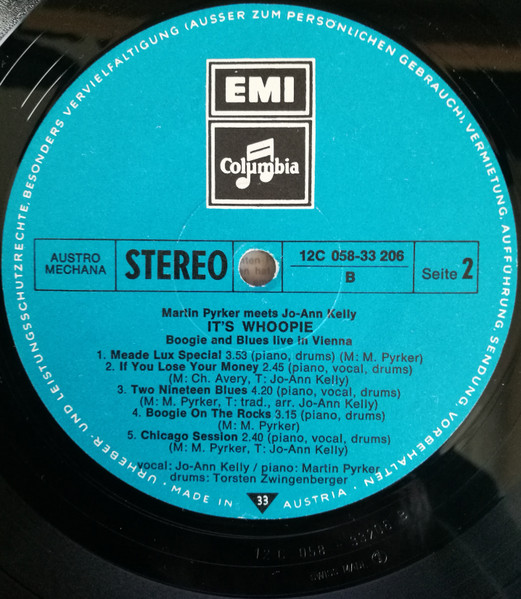 URHEBER- UND LEISTUNGSSCHUTZRECHTE, BESONDERS VERVIELFÄLTIGUNG (AUSSER ZUM PERSÖNLICHEN GEBRAUCH), VERMIETUNG, AUFFÜHRUNG, SENDUNG, VORBEHALTEN.
EMI
Columbia
AUSTRO
MECHANA
STEREO
12C 058-33 206
B
Seite 2
Martin Pyrker meets Jo-Ann Kelly
IT'S WHOOPIE
Boogie and Blues live in Vienna
1. Meade Lux Special 3.53 (piano, drums) (M: M. Pyrker)
2. If You Lose Your Money 2.45 (piano, vocal, drums)
(M: Ch. Avery, T: Jo-Ann Kelly)
3. Two Nineteen Blues 4.20 (piano, vocal, drums)
(M: M. Pyrker, T: trad., arr. Jo-Ann Kelly)
4. Boogie On The Rocks 3.15 (piano, drums)
(M: M. Pyrker)
5. Chicago Session 2.40 (piano, vocal, drums)
(M: M. Pyrker, T: Jo-Ann Kelly)
vocal: Jo-Ann Kelly / piano: Martin Pyrker
drums: Torsten Zwingenberger
· MADE IN 33 AUSTRIA ·
12C 058 - 33206 B
SWISS MADE